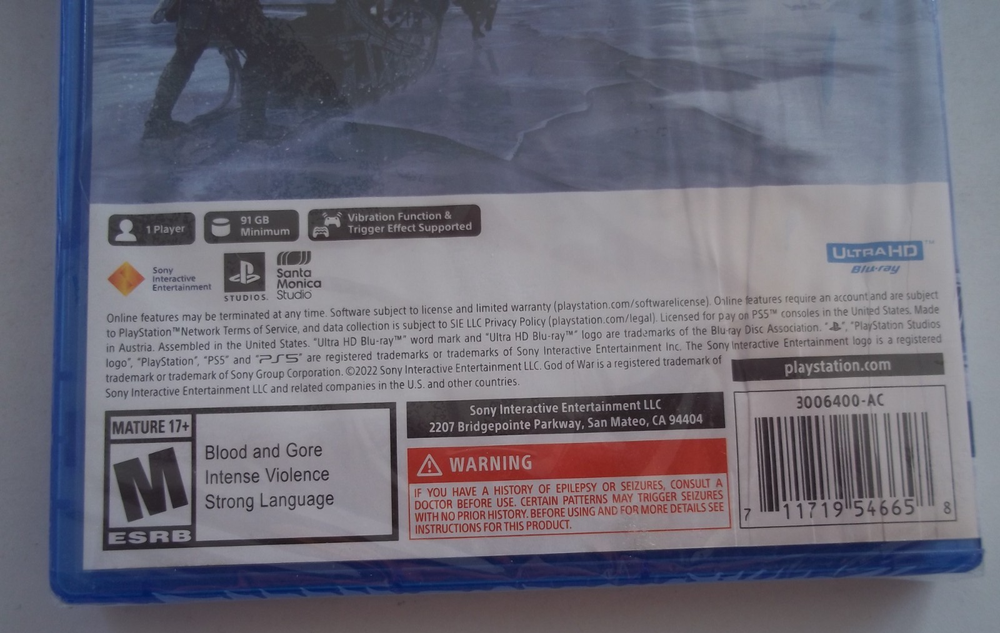 1 Player
91 GB
Minimum
Vibration Function &
Trigger Effect Supported
Sony
Interactive
Entertainment
STUDIOS
Santa
Monica
Studio
ULTRA HD™
Blu-ray
Online features may be terminated at any time. Software subject to license and limited warranty (playstation.com/softwarelicense). Online features require an account and are subject
to PlayStation™Network Terms of Service, and data collection is subject to SIE LLC Privacy Policy (playstation.com/legal). Licensed for pay on PS5™ consoles in the United States. Made
in Austria. Assembled in the United States. "Ultra HD Blu-ray™" word mark and "Ultra HD Blu-ray™" logo are trademarks of the Blu-ray Disc Association. "", "PlayStation Studios
logo", "PlayStation", "PS5" and "PS5" are registered trademarks or trademarks of Sony Interactive Entertainment Inc. The Sony Interactive Entertainment logo is a registered
trademark or trademark of Sony Group Corporation. ©2022 Sony Interactive Entertainment LLC. God of War is a registered trademark of
Sony Interactive Entertainment LLC and related companies in the U.S. and other countries.
playstation.com
MATURE 17+
M
ESRB
Blood and Gore
Intense Violence
Strong Language
Sony Interactive Entertainment LLC
2207 Bridgepointe Parkway, San Mateo, CA 94404
WARNING
IF YOU HAVE A HISTORY OF EPILEPSY OR SEIZURES, CONSULT A
DOCTOR BEFORE USE. CERTAIN PATTERNS MAY TRIGGER SEIZURES
WITH NO PRIOR HISTORY. BEFORE USING AND FOR MORE DETAILS SEE
INSTRUCTIONS FOR THIS PRODUCT.
3006400-AC
7 11719 54665 8